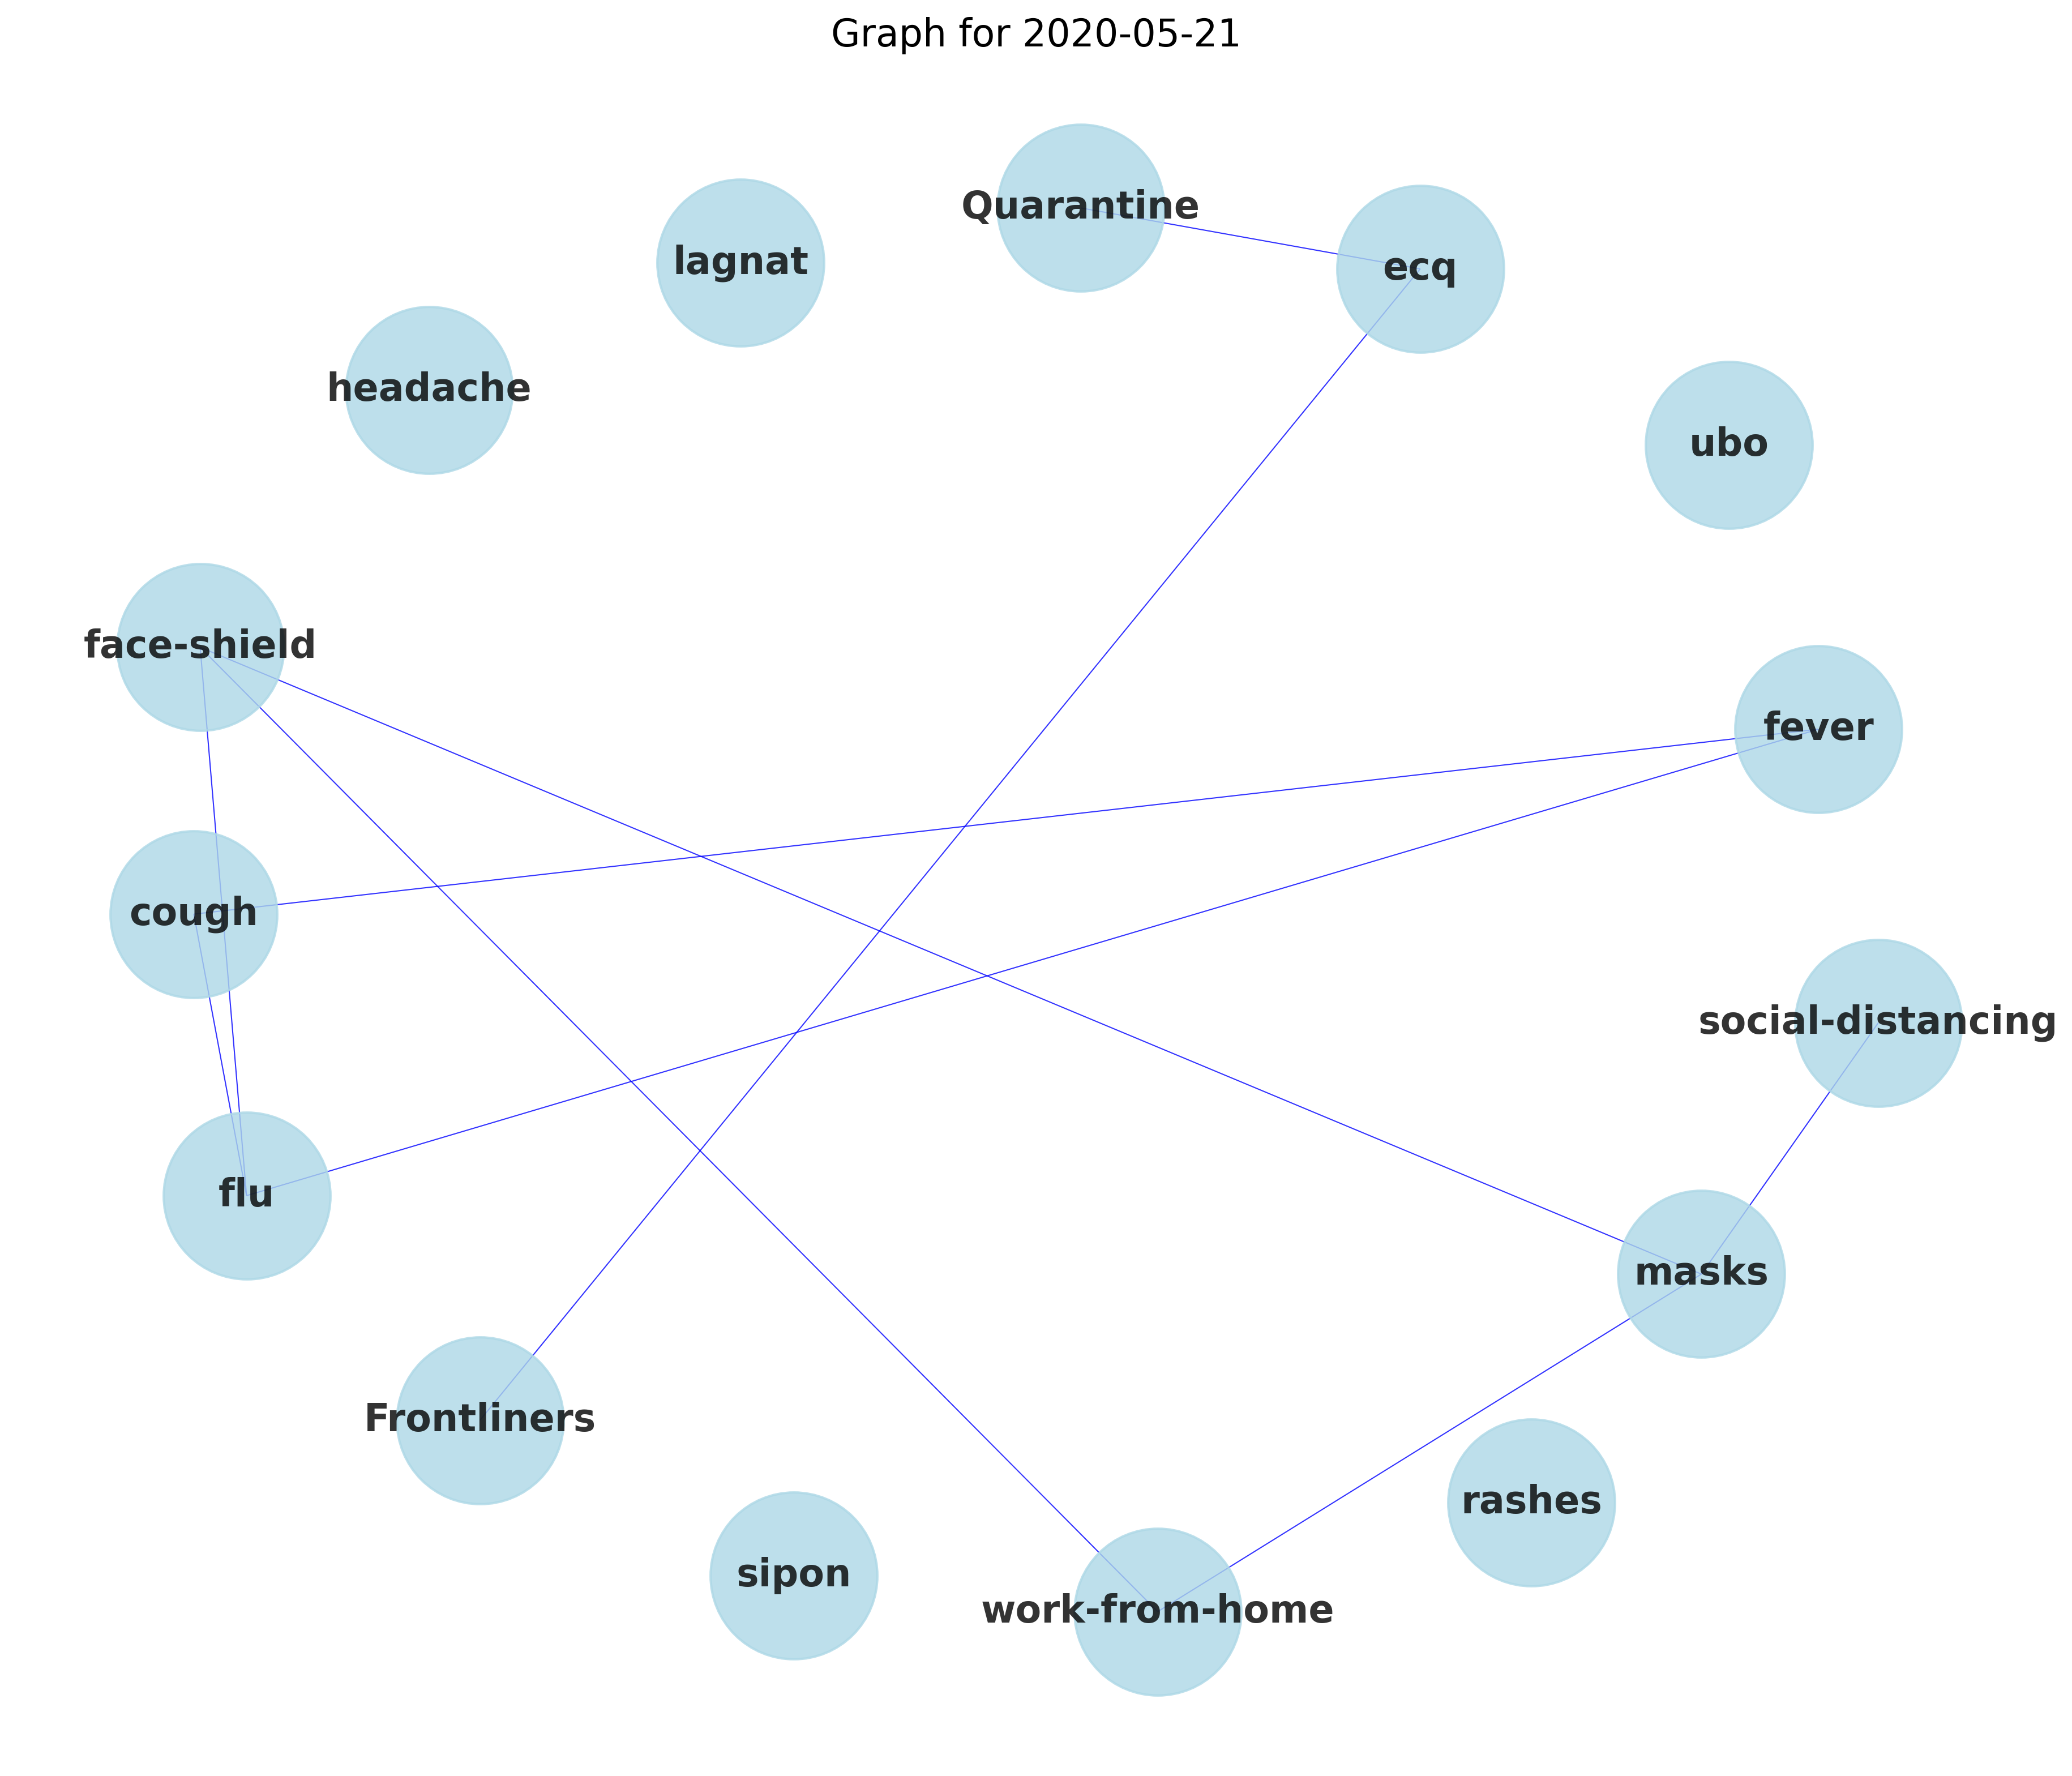 Graph for 2020-05-21
Quarantine
lagnat
ecq
headache
ubo
face-shield
fever
cough
social-distancing
flu
masks
Frontliners
rashes
sipon
work-from-home